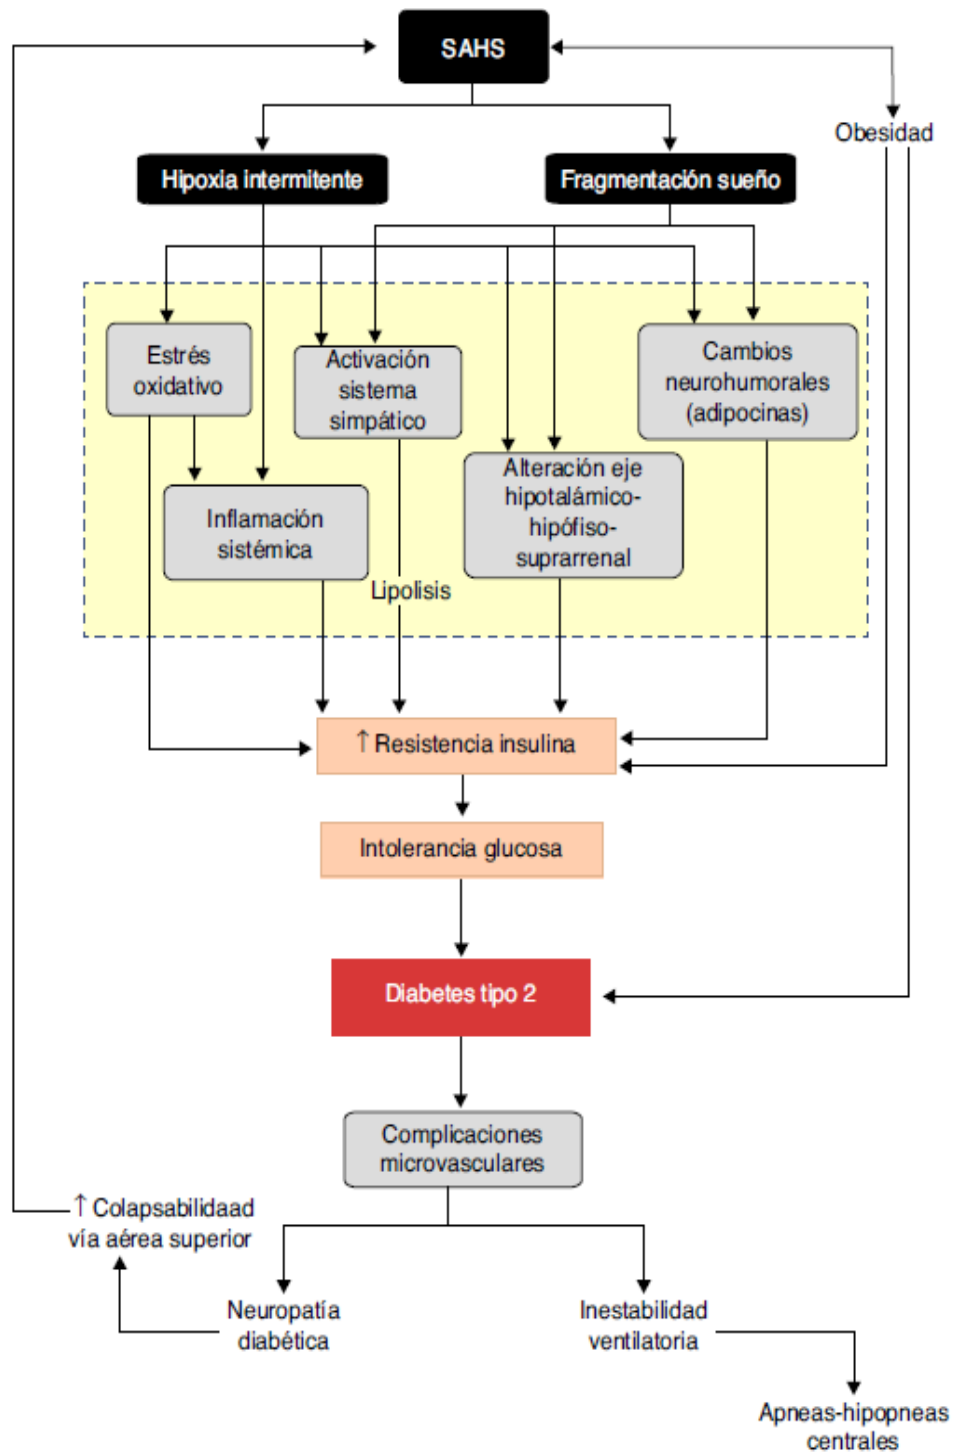 SAHS
Obesidad
Hipoxia intermitente
Fragmentación sueño
Estrés
oxidativo
Activación
sistema
simpático
Cambios
neurohumorales
(adipocinas)
Alteración eje
hipotalámico-
hipófiso-
suprarrenal
Inflamación
sistémica
Lipolisis
↑ Resistencia insulina
Intolerancia glucosa
Diabetes tipo 2
Complicaciones
microvasculares
↑ Colapsabilidaad
vía aérea superior
Neuropatía
diabética
Inestabilidad
ventilatoria
Apneas-hipopneas
centrales